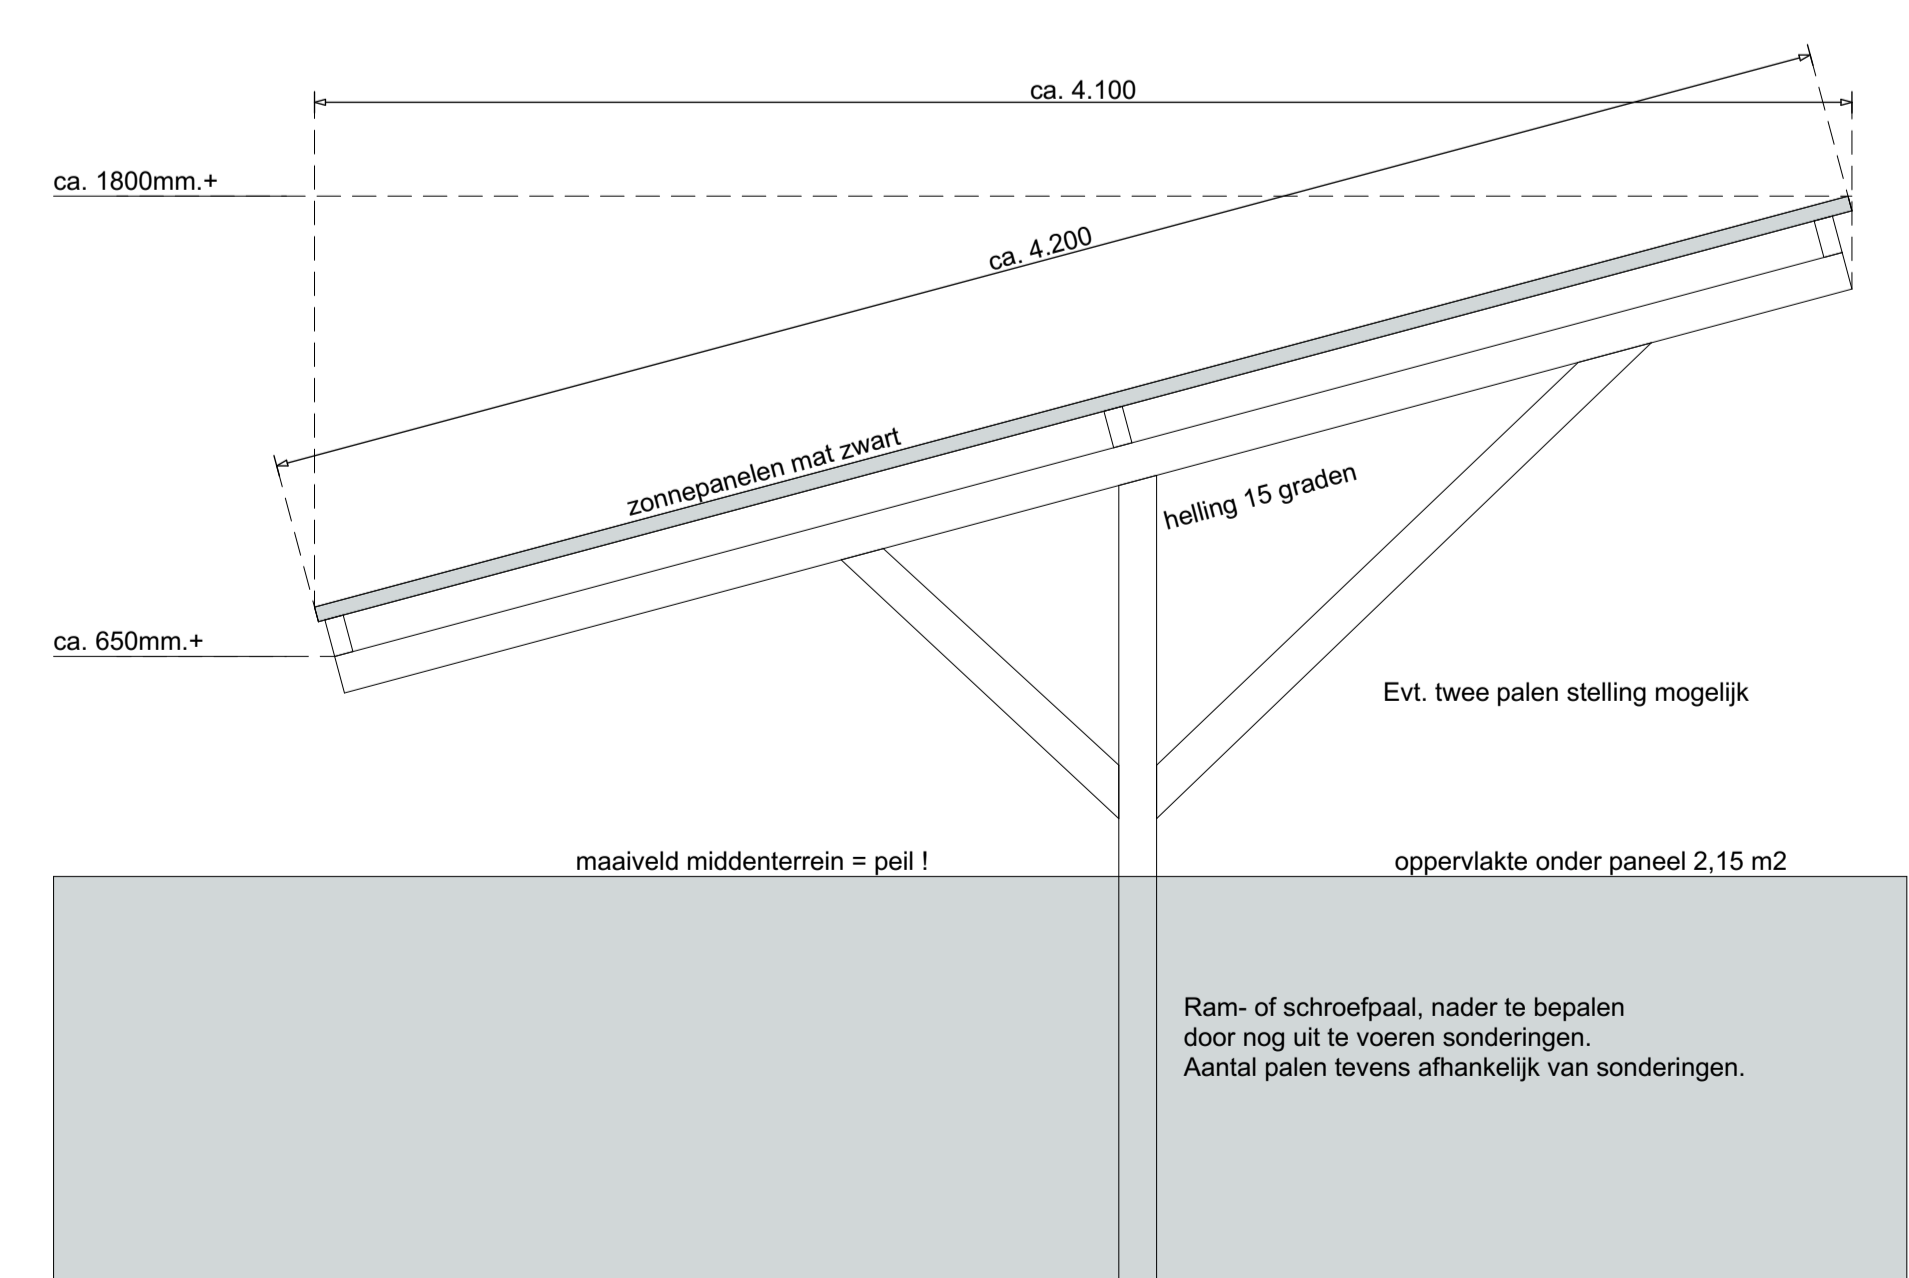 ca. 4.100
ca. 1800mm.+
ca. 4.200
zonnepanelen mat zwart
helling 15 graden
ca. 650mm.+
Evt. twee palen stelling mogelijk
maaiveld middenterrein = peil !
oppervlakte onder paneel 2,15 m2
Ram- of schroefpaal, nader te bepalen
door nog uit te voeren sonderingen.
Aantal palen tevens afhankelijk van sonderingen.